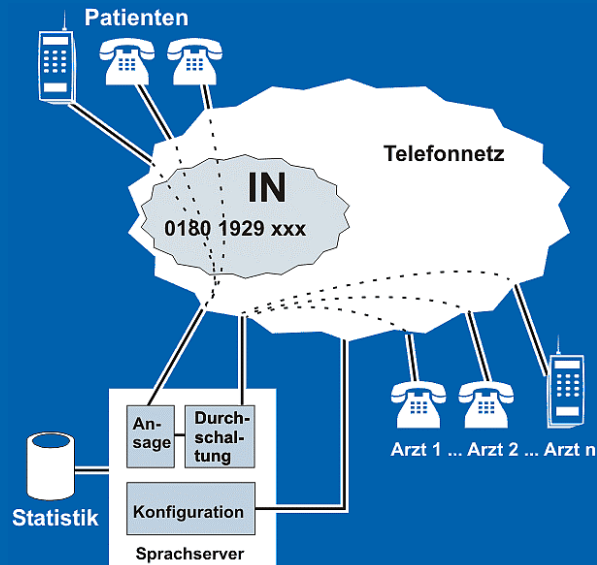 Patienten
Telefonnetz
IN
0180 1929 xxx
An-
sage
Durch-
schal-
tung
Arzt 1 ... Arzt 2 ... Arzt n
Statistik
Konfiguration
Sprachserver